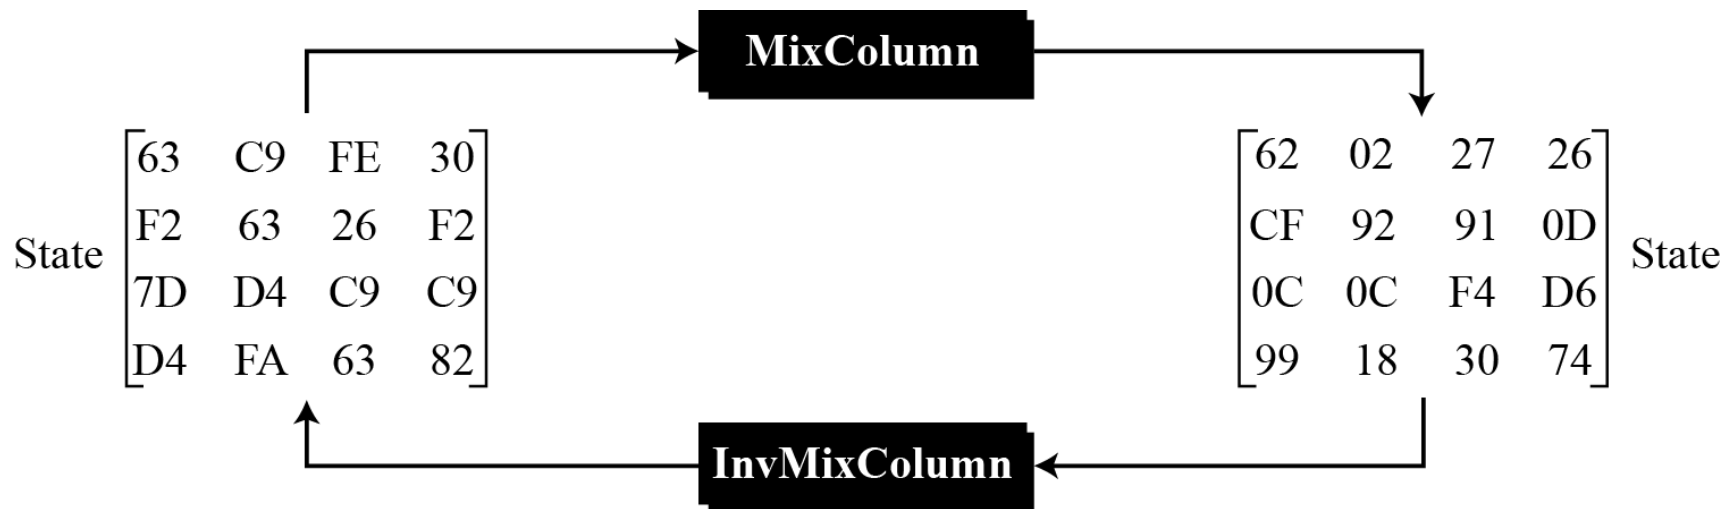 MixColumn
63 C9 FE 30 62 02 27 26
F2 63 26 F2 CF 92 91 0D
State State
7D D4 C9 C9 0C 0C F4 D6
D4 FA 63 82 99 18 30 74
InvMixColumn